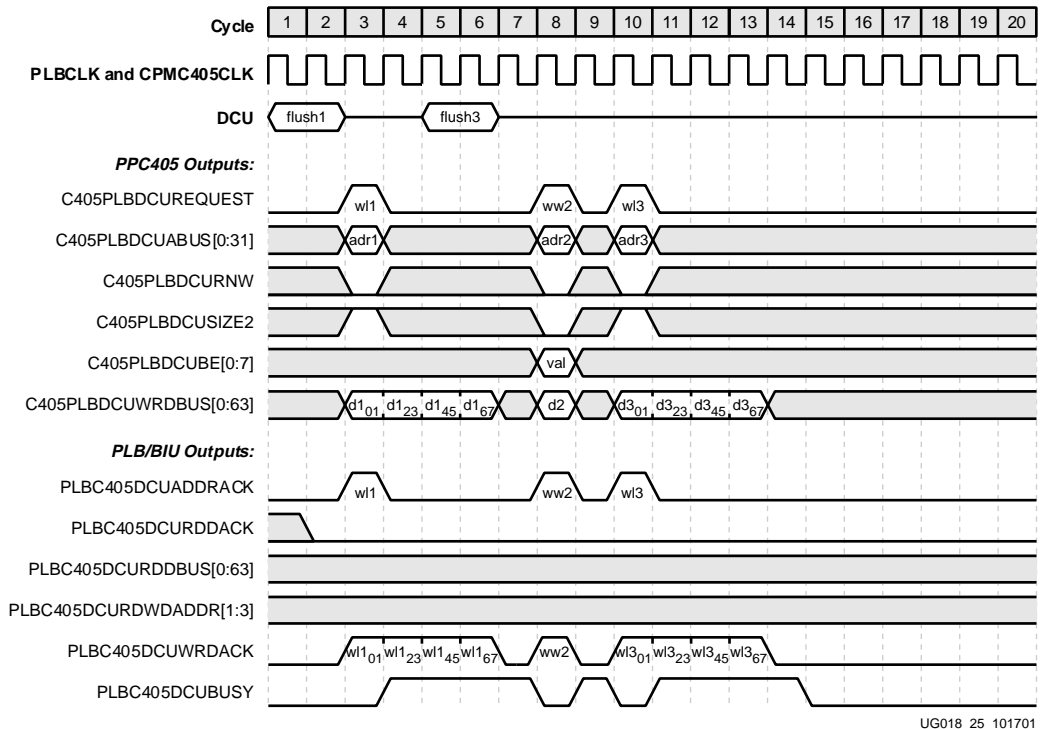 Cycle 1 2 3 4 5 6 7 8 9 10 11 12 13 14 15 16 17 18 19 20
PLBCLK and CPMC405CLK
DCU flush1 flush3
PPC405 Outputs:
C405PLBDCUREQUEST wl1 ww2 wl3
C405PLBDCUABUS[0:31] adr1 adr2 adr3
C405PLBDCURNW
C405PLBDCUSIZE2
C405PLBDCUBE[0:7] val
C405PLBDCUWRDBUS[0:63] d101 d123 d145 d167 d2 d301 d323 d345 d367
PLB/BIU Outputs:
PLBC405DCUADDRACK wl1 ww2 wl3
PLBC405DCURDDACK
PLBC405DCURDDBUS[0:63]
PLBC405DCURDWDADDR[1:3]
PLBC405DCUWRDACK wl101 wl123 wl145 wl167 ww2 wl301 wl323 wl345 wl367
PLBC405DCUBUSY
UG018_25_101701